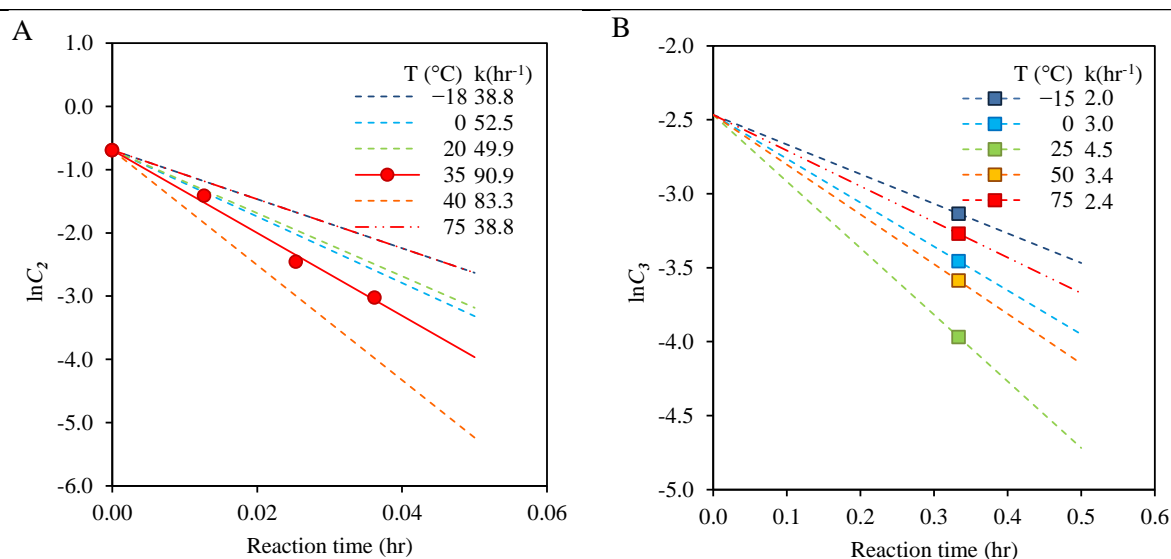 A
1.0
0.0
-1.0
-2.0
-3.0
-4.0
-5.0
-6.0
lnC2
T (°C) k(hr-1)
−18 38.8
0 52.5
20 49.9
35 90.9
40 83.3
75 38.8
0.00 0.02 0.04 0.06
Reaction time (hr)
B
-2.0
-2.5
-3.0
-3.5
-4.0
-4.5
-5.0
lnC3
T (°C) k(hr-1)
−15 2.0
0 3.0
25 4.5
50 3.4
75 2.4
0.0 0.1 0.2 0.3 0.4 0.5 0.6
Reaction time (hr)